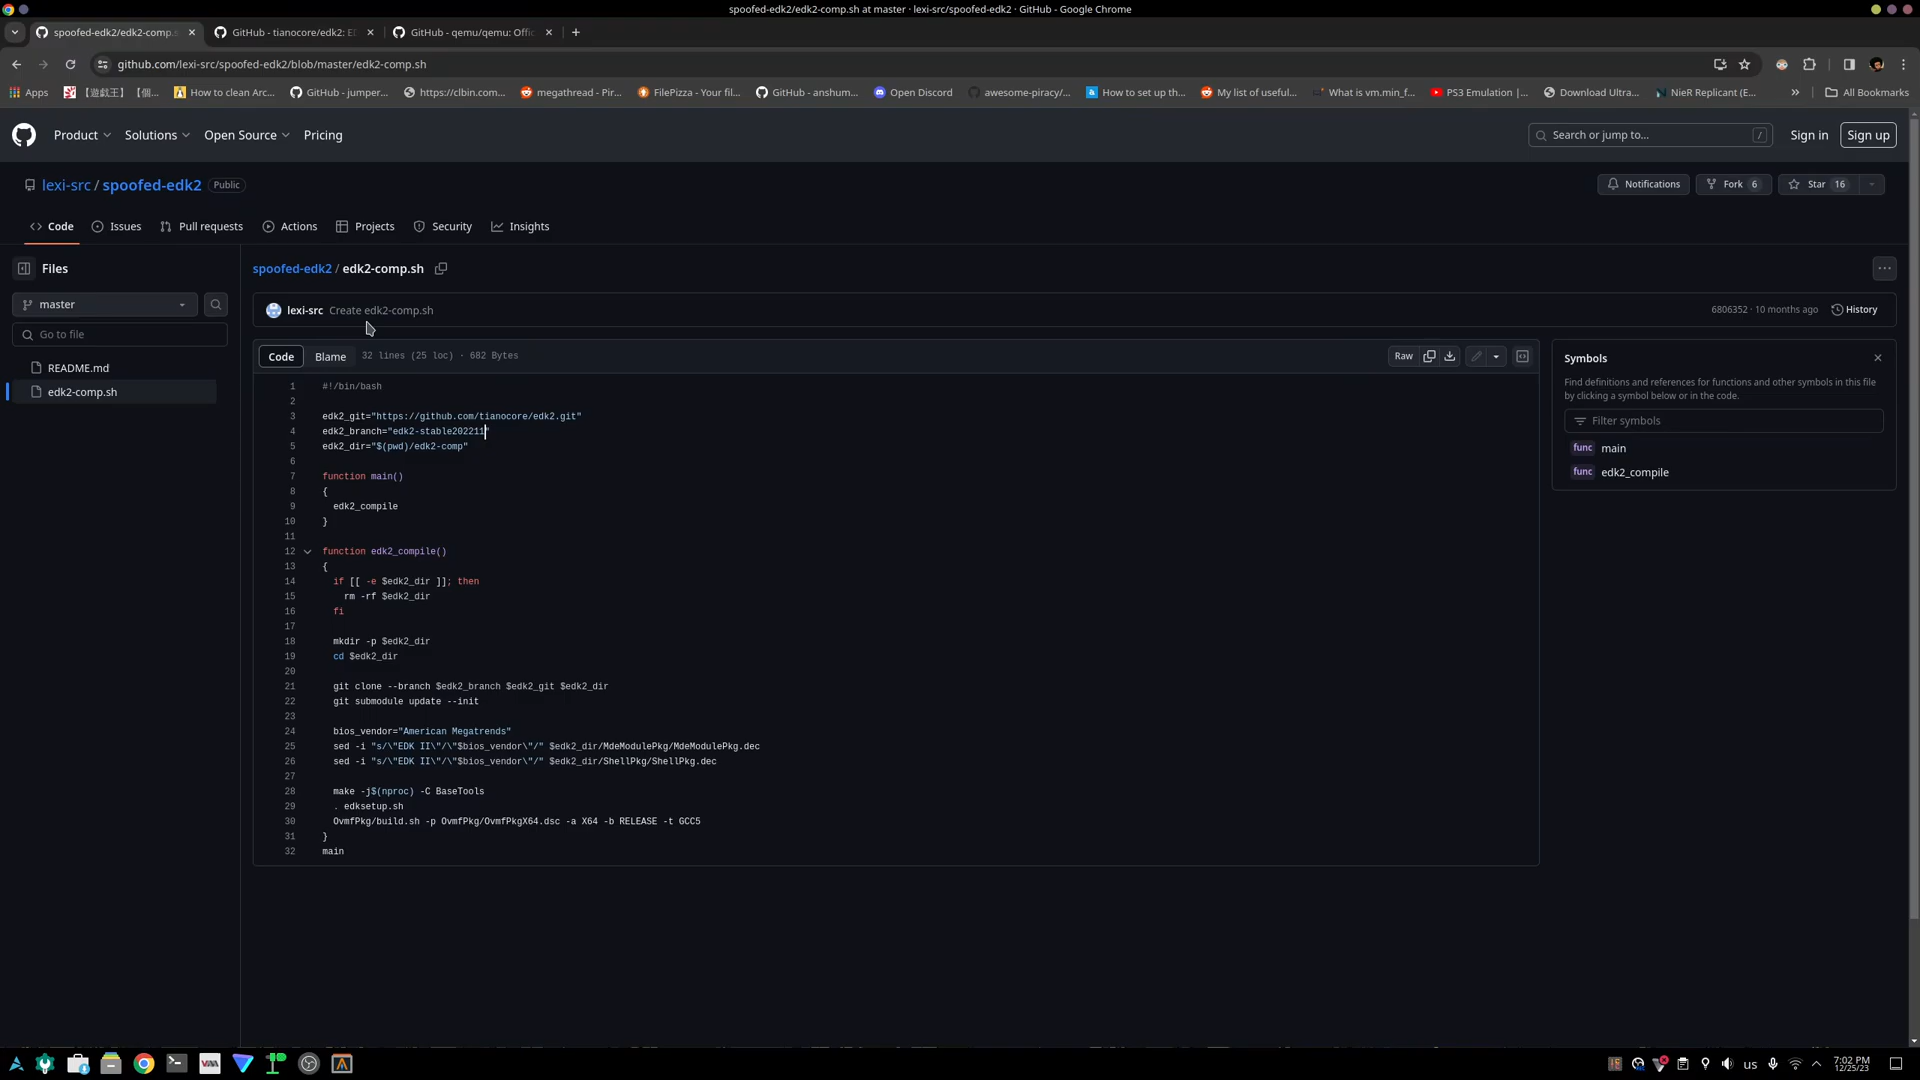 spoofed-edk2/edk2-comp.sh at master · lexi-src/spoofed-edk2 · GitHub - Google Chrome
spoofed-edk2/edk2-comp.s
GitHub - tianocore/edk2: E
GitHub - qemu/qemu: Offic
github.com/lexi-src/spoofed-edk2/blob/master/edk2-comp.sh
Apps
【遊戯王】【個...
How to clean Arc...
GitHub - jumper...
https://clbin.com...
megathread - Pir...
FilePizza - Your fil...
GitHub - anshum...
Open Discord
awesome-piracy/...
How to set up th...
My list of useful...
What is vm.min_f...
PS3 Emulation |...
Download Ultra...
NieR Replicant (E...
All Bookmarks
Product
Solutions
Open Source
Pricing
Search or jump to...
/
Sign in
Sign up
lexi-src / spoofed-edk2
Public
Notifications
Fork 6
Star 16
Code
Issues
Pull requests
Actions
Projects
Security
Insights
Files
master
Go to file
README.md
edk2-comp.sh
spoofed-edk2 / edk2-comp.sh
lexi-src Create edk2-comp.sh
6806352 · 10 months ago
History
Code
Blame
32 lines (25 loc) · 682 Bytes
Raw
1 #!/bin/bash
2
3 edk2_git="https://github.com/tianocore/edk2.git"
4 edk2_branch="edk2-stable202211"
5 edk2_dir="$(pwd)/edk2-comp"
6
7 function main()
8 {
9 edk2_compile
10 }
11
12 function edk2_compile()
13 {
14 if [[ -e $edk2_dir ]]; then
15 rm -rf $edk2_dir
16 fi
17
18 mkdir -p $edk2_dir
19 cd $edk2_dir
20
21 git clone --branch $edk2_branch $edk2_git $edk2_dir
22 git submodule update --init
23
24 bios_vendor="American Megatrends"
25 sed -i "s/\"EDK II\"/\"$bios_vendor\"/" $edk2_dir/MdeModulePkg/MdeModulePkg.dec
26 sed -i "s/\"EDK II\"/\"$bios_vendor\"/" $edk2_dir/ShellPkg/ShellPkg.dec
27
28 make -j$(nproc) -C BaseTools
29 . edksetup.sh
30 OvmfPkg/build.sh -p OvmfPkg/OvmfPkgX64.dsc -a X64 -b RELEASE -t GCC5
31 }
32 main
Symbols
Find definitions and references for functions and other symbols in this file
by clicking a symbol below or in the code.
Filter symbols
func main
func edk2_compile
us
7:02 PM
12/25/23